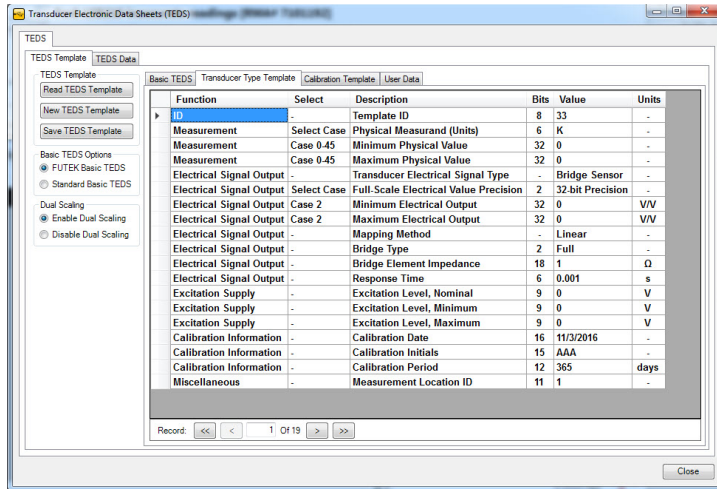 Transducer Electronic Data Sheets (TEDS)
TEDS
TEDS Template TEDS Data
TEDS Template
Read TEDS Template
New TEDS Template
Save TEDS Template
Basic TEDS Options
FUTEK Basic TEDS
Standard Basic TEDS
Dual Scaling
Enable Dual Scaling
Disable Dual Scaling
Basic TEDS Transducer Type Template Calibration Template User Data
Function Select Description Bits Value Units
ID - Template ID 8 33 -
Measurement Select Case Physical Measurand (Units) 6 K -
Measurement Case 0-45 Minimum Physical Value 32 0 -
Measurement Case 0-45 Maximum Physical Value 32 0 -
Electrical Signal Output - Transducer Electrical Signal Type - Bridge Sensor -
Electrical Signal Output Select Case Full-Scale Electrical Value Precision 2 32-bit Precision -
Electrical Signal Output Case 2 Minimum Electrical Output 32 0 V/V
Electrical Signal Output Case 2 Maximum Electrical Output 32 0 V/V
Electrical Signal Output - Mapping Method - Linear -
Electrical Signal Output - Bridge Type 2 Full -
Electrical Signal Output - Bridge Element Impedance 18 1 Ω
Electrical Signal Output - Response Time 6 0.001 s
Excitation Supply - Excitation Level, Nominal 9 0 V
Excitation Supply - Excitation Level, Minimum 9 0 V
Excitation Supply - Excitation Level, Maximum 9 0 V
Calibration Information - Calibration Date 16 11/3/2016 -
Calibration Information - Calibration Initials 15 AAA -
Calibration Information - Calibration Period 12 365 days
Miscellaneous - Measurement Location ID 11 1 -
Record: << < 1 Of 19 > >>
Close